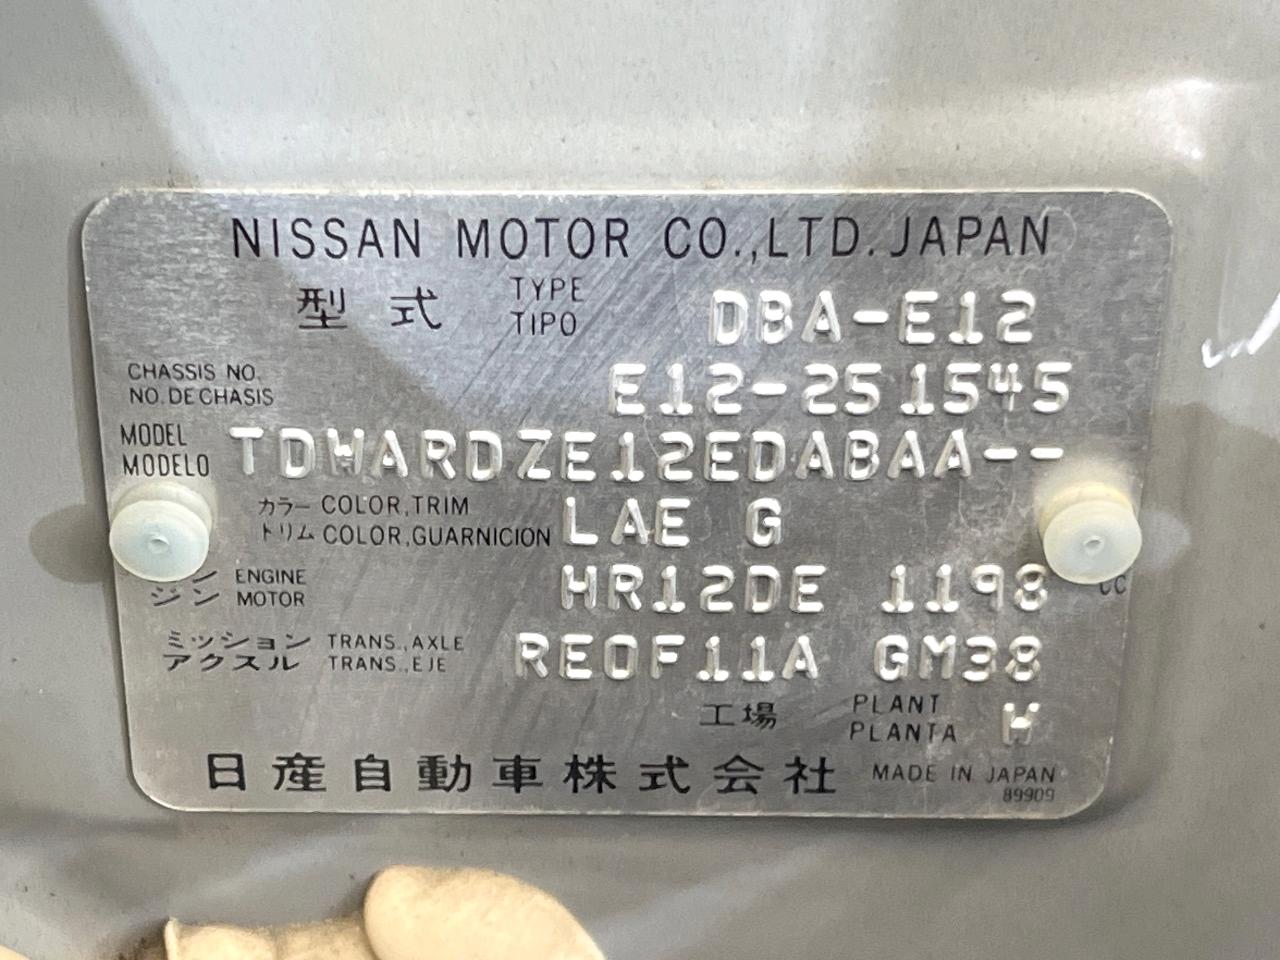 NISSAN MOTOR CO.,LTD. JAPAN
型式 TYPE DBA-E12
TIPO
CHASSIS NO. E12-251545
NO. DE CHASIS
MODEL TDWARDZE12EDABAA--
MODELO
カラー COLOR,TRIM LAE G
トリム COLOR,GUARNICION
ン ENGINE HR12DE 1198 CC
ジン MOTOR
ミッション TRANS.,AXLE RE0F11A GM38
アクスル TRANS.,EJE
工場 PLANT H
PLANTA
日産自動車株式会社 MADE IN JAPAN
89909